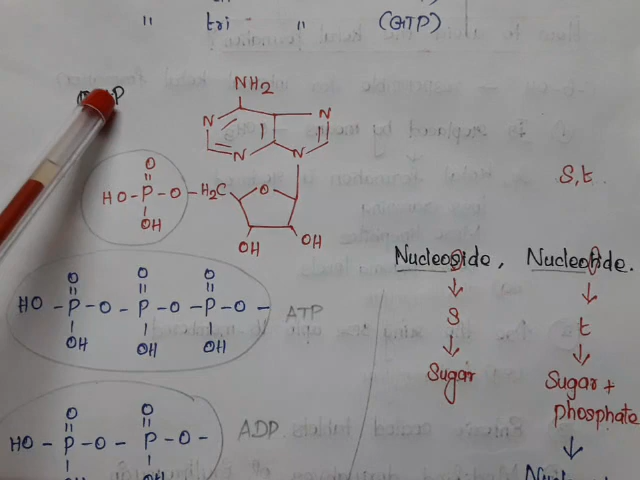 " tri " (GTP)
P
NH2
N N
N N
O
HO-P-O-H2C O
OH
OH OH
S, t.
Nucleoside, Nucleotide.
S t
Sugar Sugar +
phosphate
O O O
HO-P-O-P-O-P-O- ATP
OH OH OH
O O
HO-P-O-P-O- ADP